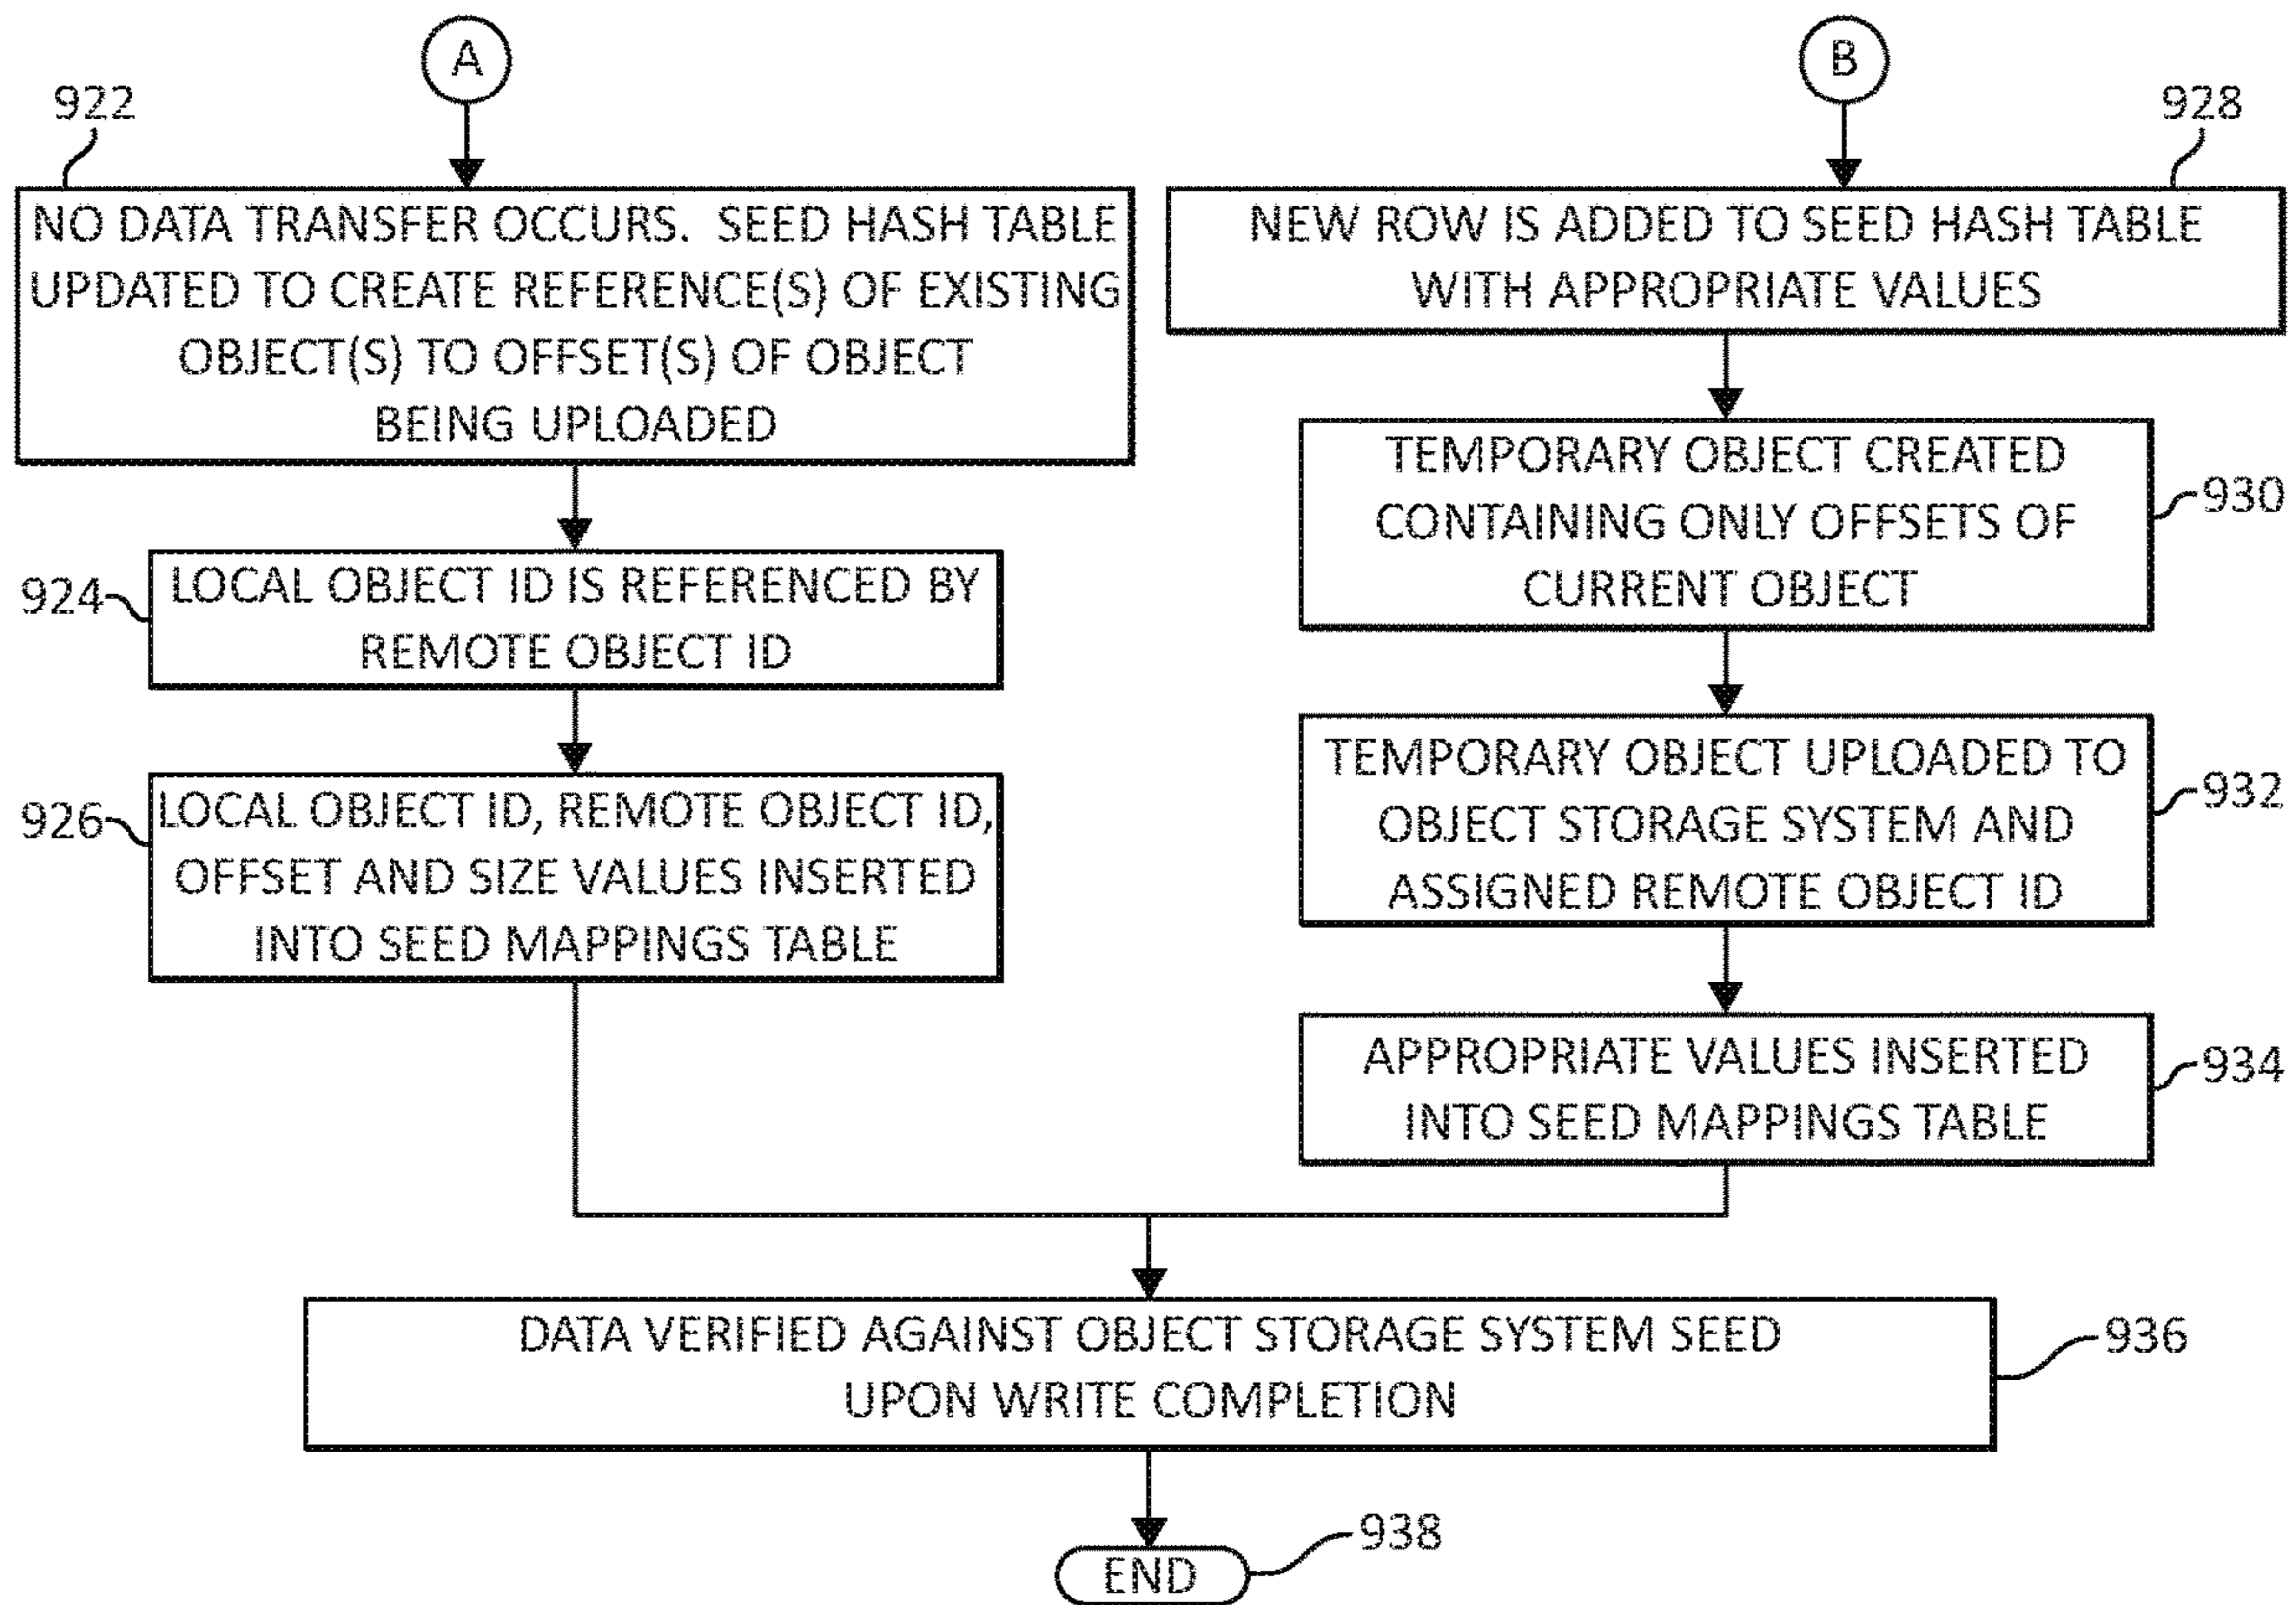 A
922
NO DATA TRANSFER OCCURS. SEED HASH TABLE
UPDATED TO CREATE REFERENCE(S) OF EXISTING
OBJECT(S) TO OFFSET(S) OF OBJECT
BEING UPLOADED
924
LOCAL OBJECT ID IS REFERENCED BY
REMOTE OBJECT ID
926
LOCAL OBJECT ID, REMOTE OBJECT ID,
OFFSET AND SIZE VALUES INSERTED
INTO SEED MAPPINGS TABLE
B
928
NEW ROW IS ADDED TO SEED HASH TABLE
WITH APPROPRIATE VALUES
TEMPORARY OBJECT CREATED
CONTAINING ONLY OFFSETS OF
CURRENT OBJECT
930
TEMPORARY OBJECT UPLOADED TO
OBJECT STORAGE SYSTEM AND
ASSIGNED REMOTE OBJECT ID
932
APPROPRIATE VALUES INSERTED
INTO SEED MAPPINGS TABLE
934
DATA VERIFIED AGAINST OBJECT STORAGE SYSTEM SEED
UPON WRITE COMPLETION
936
END
938